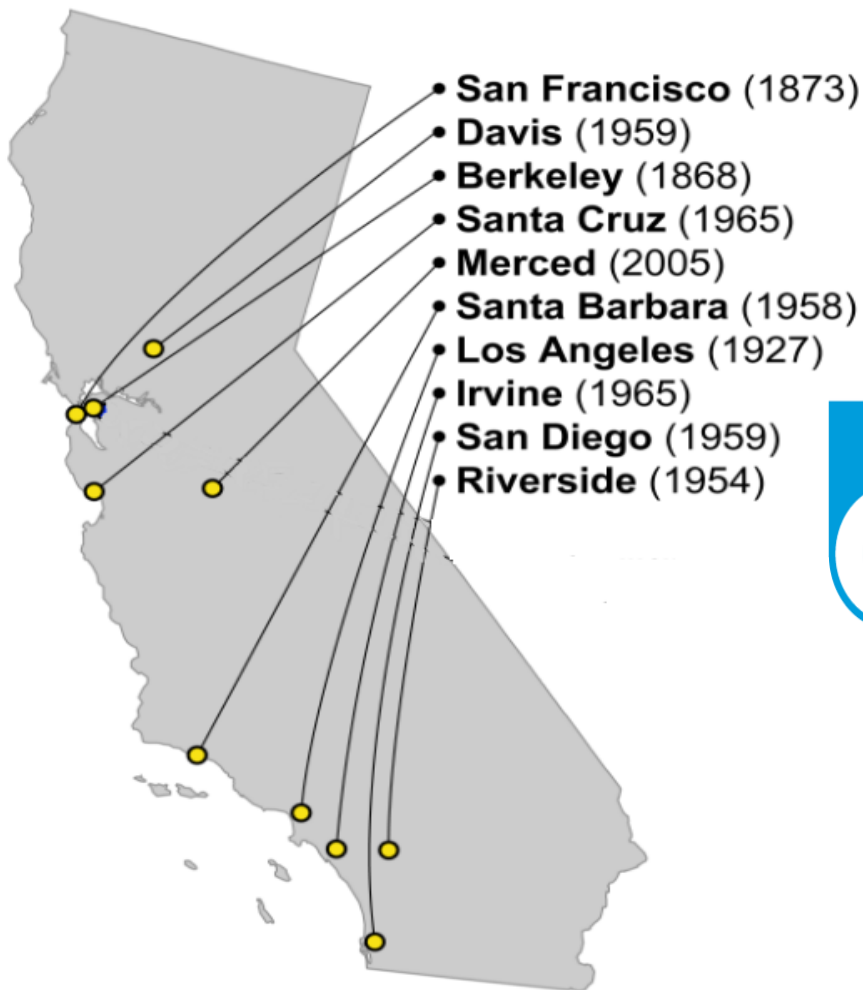 San Francisco (1873)
Davis (1959)
Berkeley (1868)
Santa Cruz (1965)
Merced (2005)
Santa Barbara (1958)
Los Angeles (1927)
Irvine (1965)
San Diego (1959)
Riverside (1954)